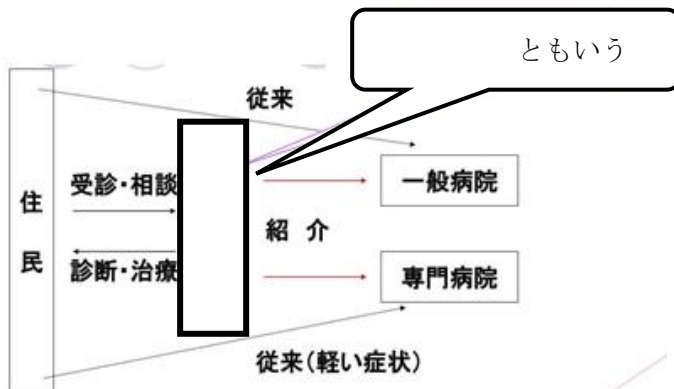 ともいう
従来
受診・相談
一般病院
住
民
紹 介
診断・治療
専門病院
従来(軽い症状)